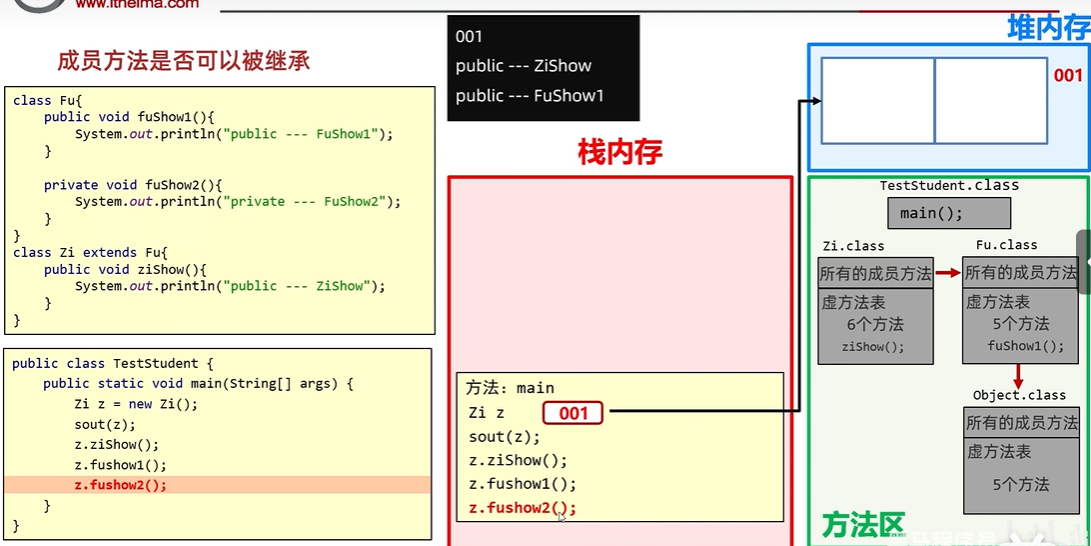 www.itheima.com
成员方法是否可以被继承
class Fu{
public void fuShow1(){
System.out.println("public --- FuShow1");
}
private void fuShow2(){
System.out.println("private --- FuShow2");
}
}
class Zi extends Fu{
public void ziShow(){
System.out.println("public --- ZiShow");
}
}
public class TestStudent {
public static void main(String[] args) {
Zi z = new Zi();
sout(z);
z.ziShow();
z.fushow1();
z.fushow2();
}
}
001
public --- ZiShow
public --- FuShow1
栈内存
方法：main
Zi z 001
sout(z);
z.ziShow();
z.fushow1();
z.fushow2();
堆内存
001
TestStudent.class
main();
Zi.class
所有的成员方法
虚方法表
6个方法
ziShow();
Fu.class
所有的成员方法
虚方法表
5个方法
fuShow1();
Object.class
所有的成员方法
虚方法表
5个方法
方法区